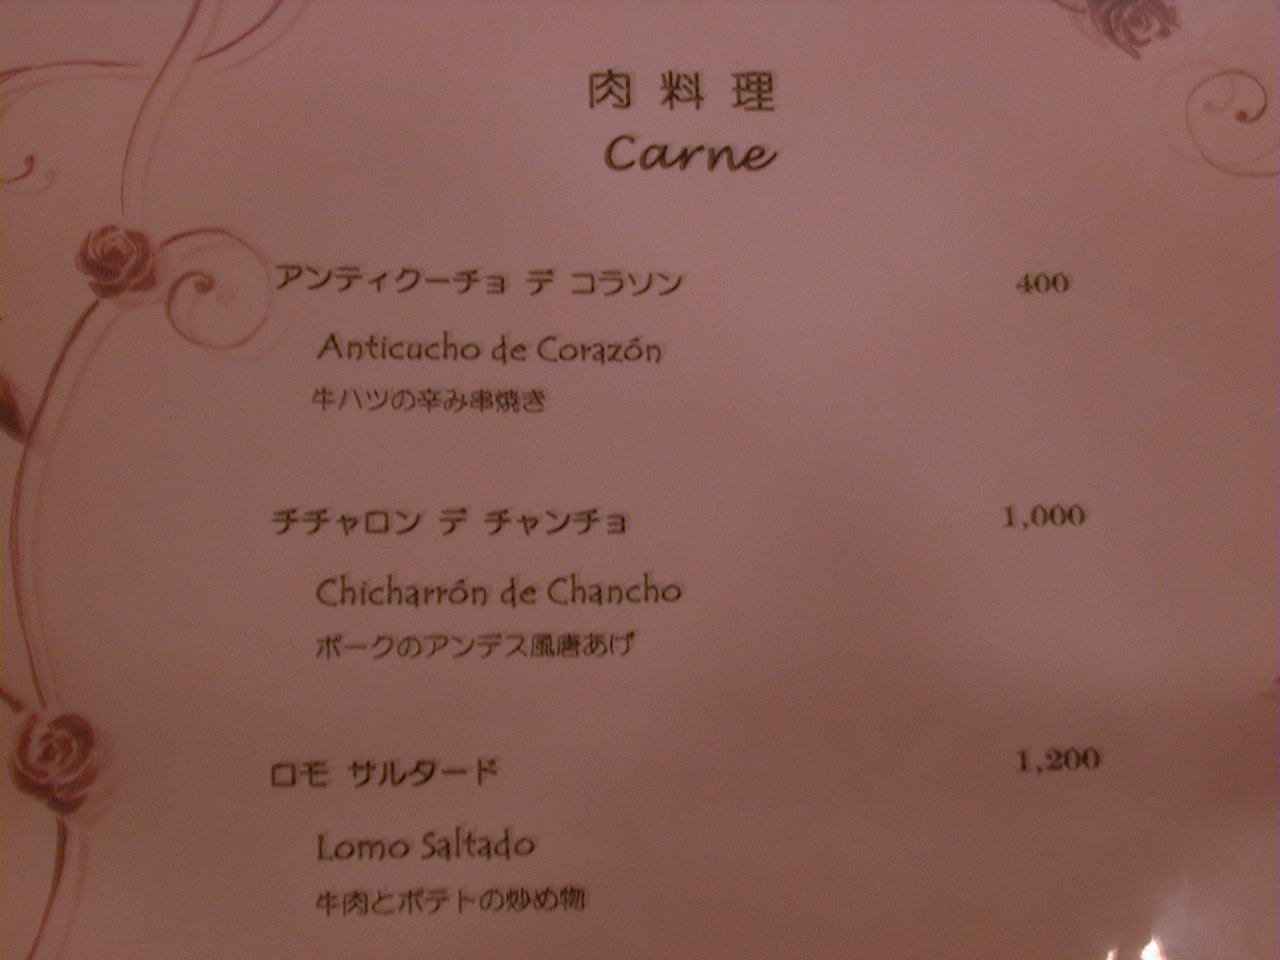 肉料理
Carne
アンティクーチョ デ コラソン 400
Anticucho de Corazón
牛ハツの辛み串焼き
チチャロン デ チャンチョ 1,000
Chicharrón de Chancho
ポークのアンデス風唐あげ
ロモ サルタード 1,200
Lomo Saltado
牛肉とポテトの炒め物